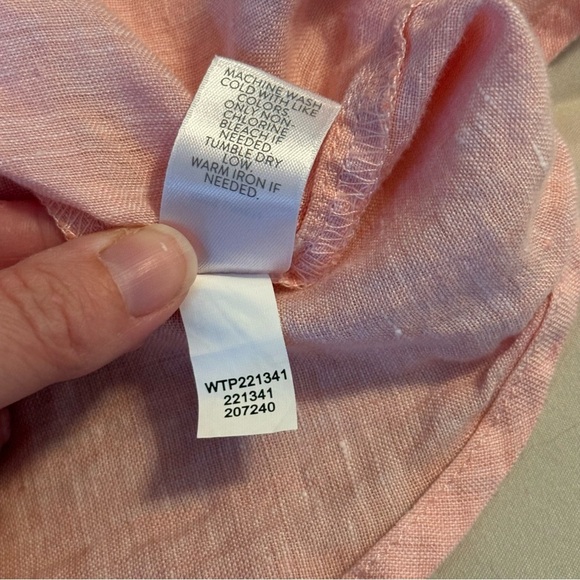 MACHINE WASH
COLD WITH LIKE
COLORS.
ONLY NON-
CHLORINE
BLEACH IF
NEEDED
TUMBLE DRY
LOW.
WARM IRON IF
NEEDED.
WTP221341
221341
207240